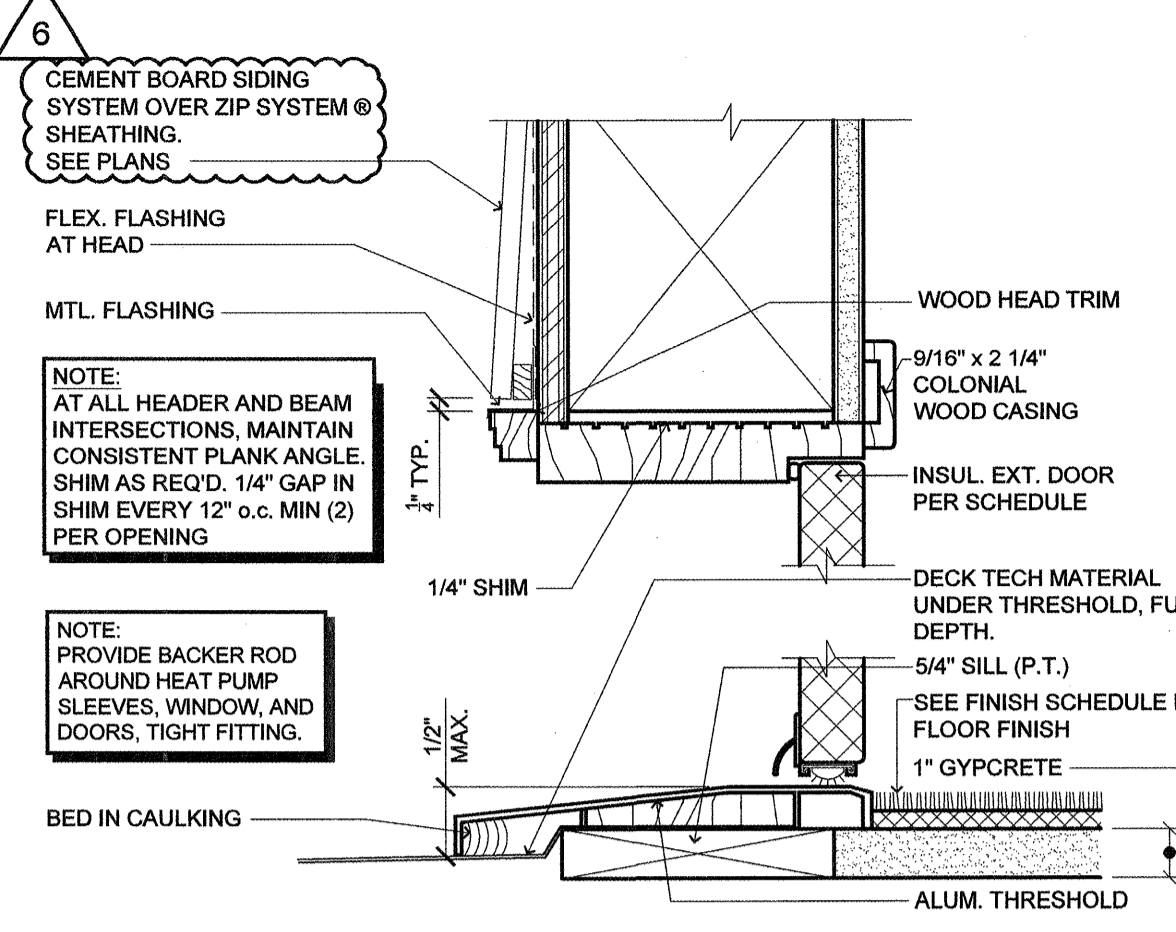 6
CEMENT BOARD SIDING
SYSTEM OVER ZIP SYSTEM ®
SHEATHING.
SEE PLANS
FLEX. FLASHING
AT HEAD
MTL. FLASHING
NOTE:
AT ALL HEADER AND BEAM
INTERSECTIONS, MAINTAIN
CONSISTENT PLANK ANGLE.
SHIM AS REQ'D. 1/4" GAP IN
SHIM EVERY 12" o.c. MIN (2)
PER OPENING
1/4" TYP.
1/4" SHIM
NOTE:
PROVIDE BACKER ROD
AROUND HEAT PUMP
SLEEVES, WINDOW, AND
DOORS, TIGHT FITTING.
1/2"
MAX.
BED IN CAULKING
WOOD HEAD TRIM
9/16" x 2 1/4"
COLONIAL
WOOD CASING
INSUL. EXT. DOOR
PER SCHEDULE
DECK TECH MATERIAL
UNDER THRESHOLD,
DEPTH.
5/4" SILL (P.T.)
SEE FINISH SCHEDULE
FLOOR FINISH
1" GYPCRETE
ALUM. THRESHOLD